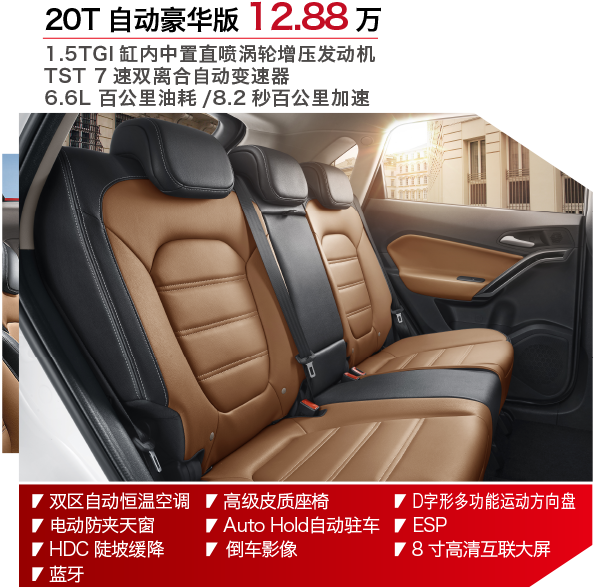 20T 自动豪华版 12.88 万
1.5TGI 缸内中置直喷涡轮增压发动机
TST 7 速双离合自动变速器
6.6L 百公里油耗 /8.2 秒百公里加速
双区自动恒温空调 高级皮质座椅 D字形多功能运动方向盘
电动防夹天窗 Auto Hold自动驻车 ESP
HDC 陡坡缓降 倒车影像 8 寸高清互联大屏
蓝牙